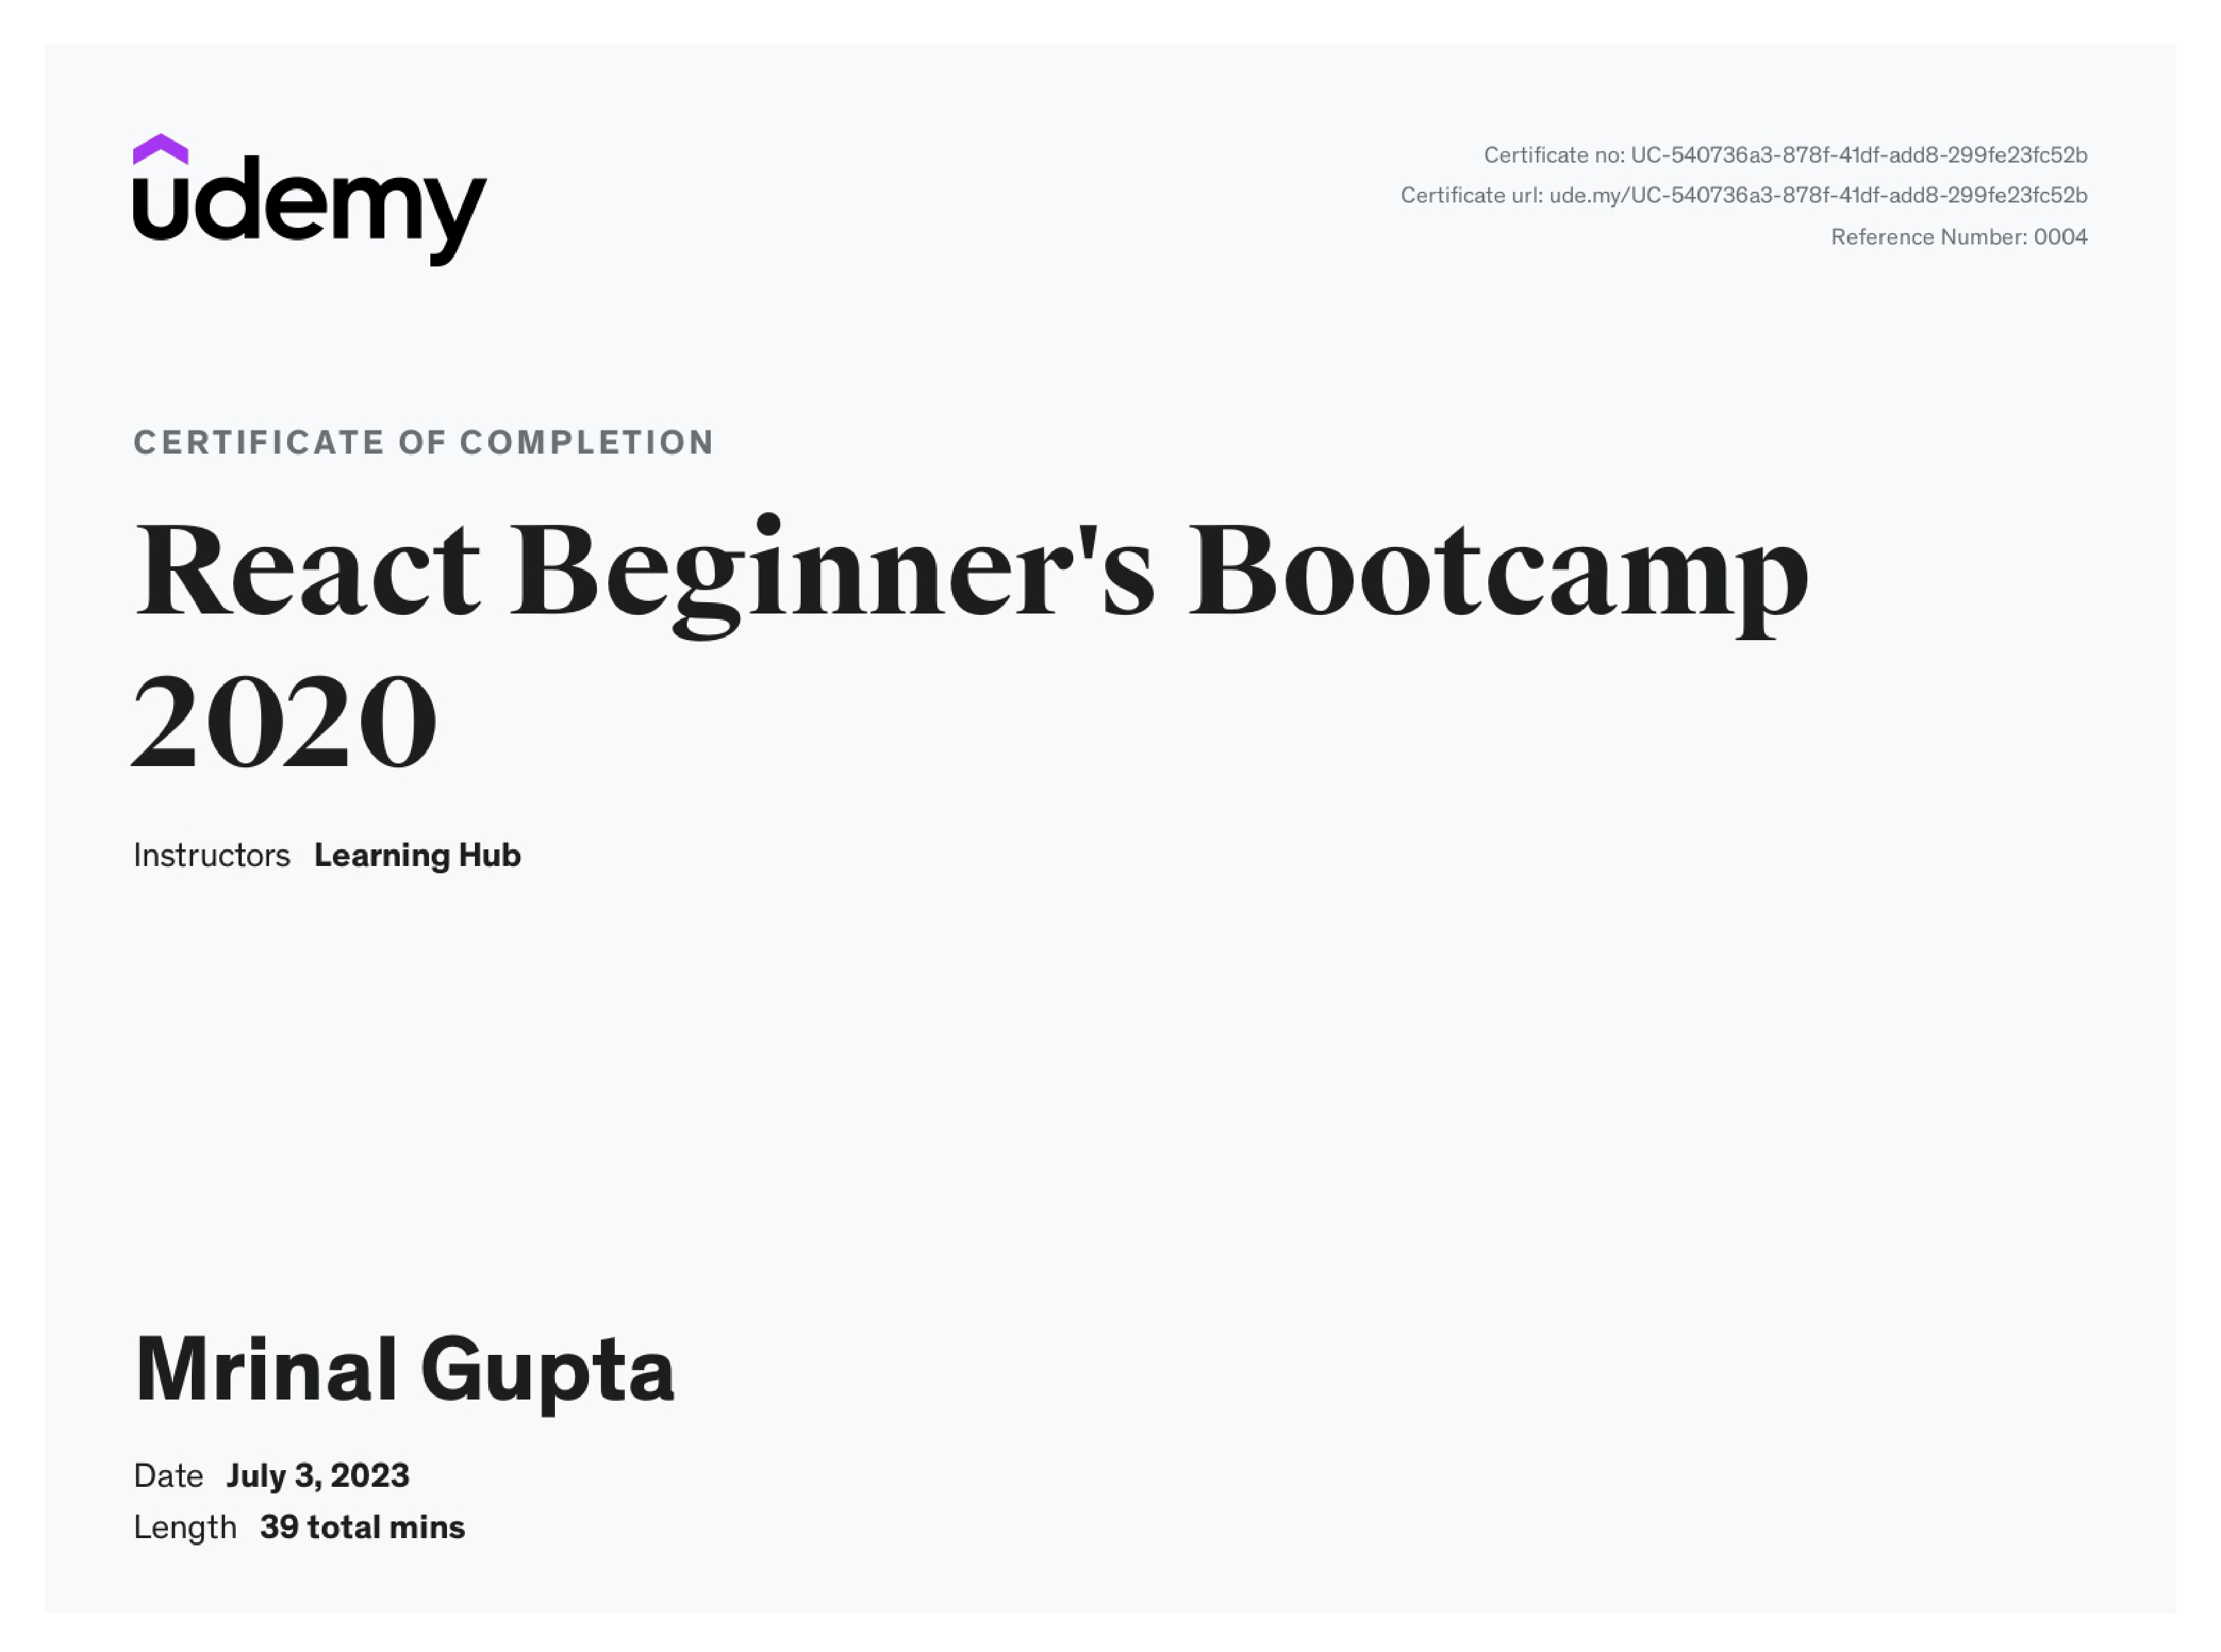 udemy
Certificate no: UC-540736a3-878f-41df-add8-299fe23fc52b
Certificate url: ude.my/UC-540736a3-878f-41df-add8-299fe23fc52b
Reference Number: 0004
CERTIFICATE OF COMPLETION
React Beginner's Bootcamp
2020
Instructors Learning Hub
Mrinal Gupta
Date July 3, 2023
Length 39 total mins